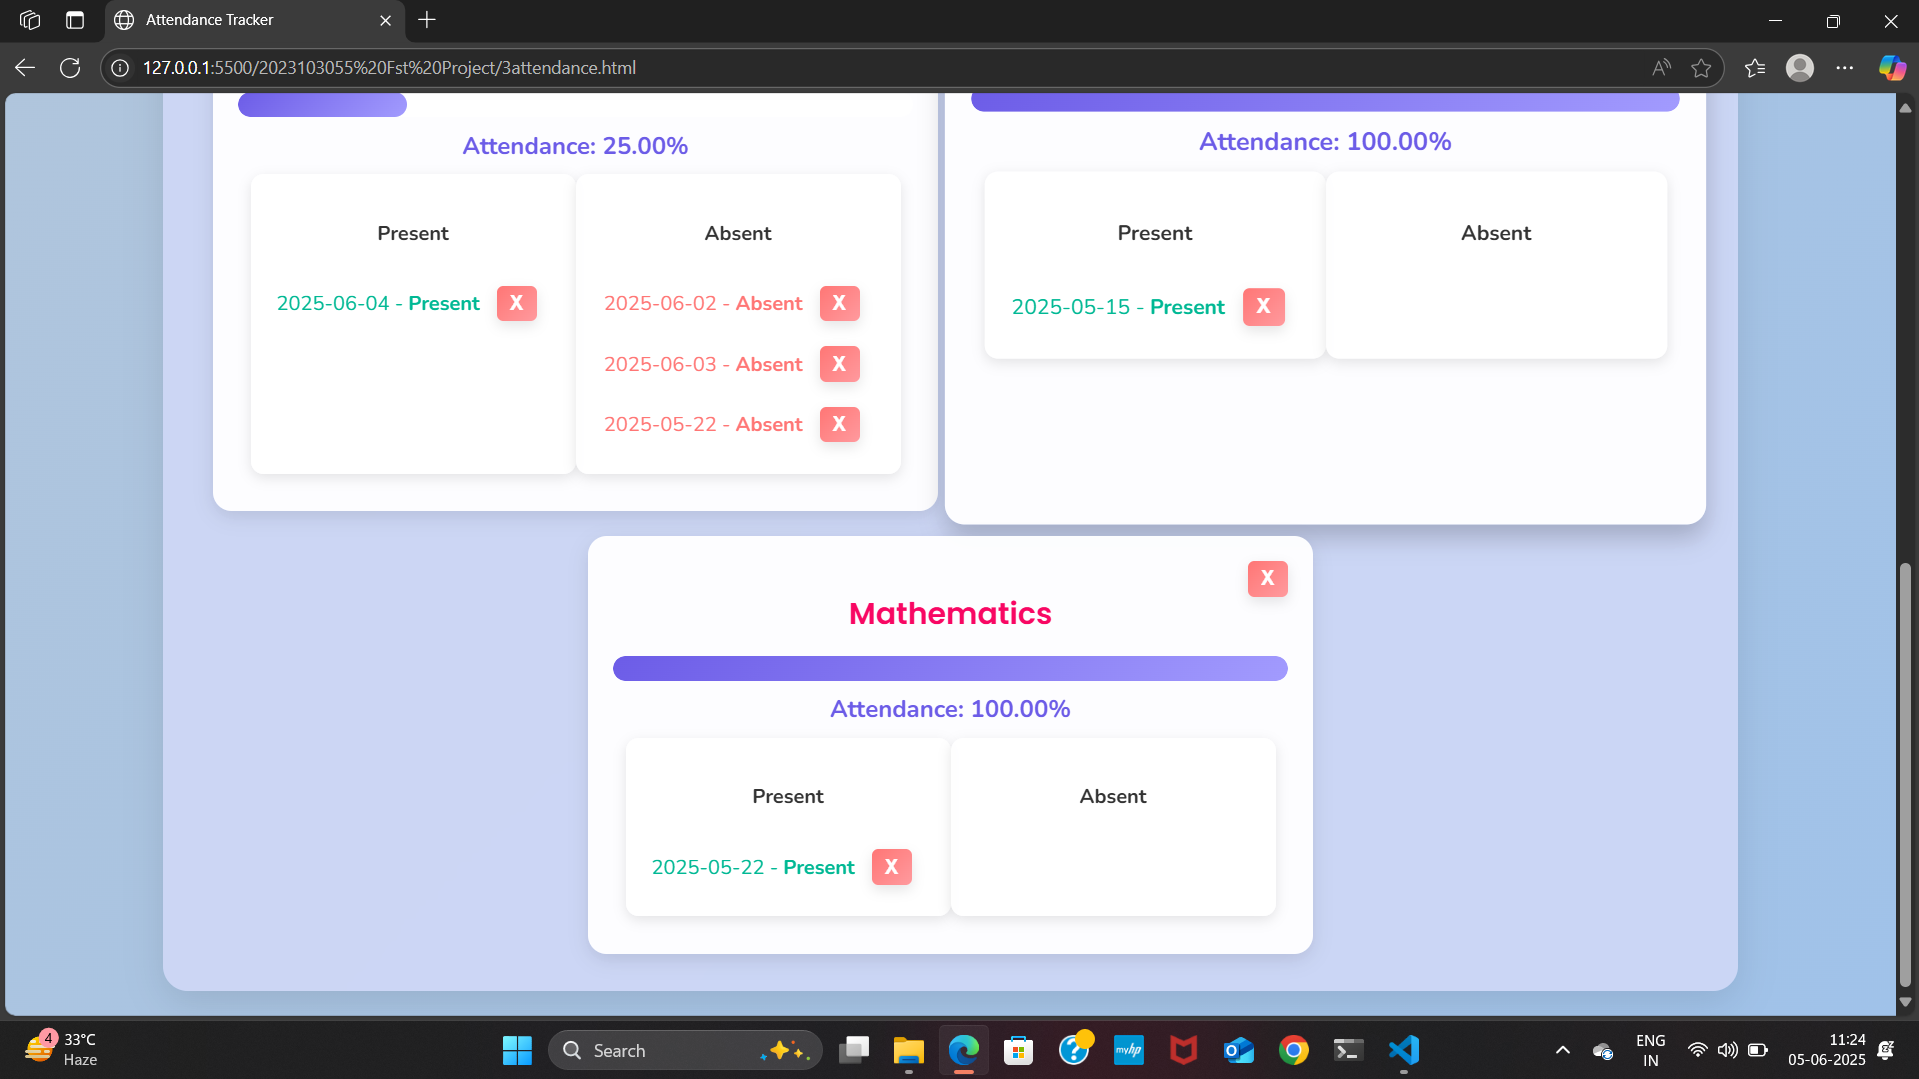 Attendance Tracker
127.0.0.1:5500/2023103055%20Fst%20Project/3attendance.html
Attendance: 25.00%
Present
Absent
2025-06-04 - Present X
2025-06-02 - Absent X
2025-06-03 - Absent X
2025-05-22 - Absent X
Attendance: 100.00%
Present
Absent
2025-05-15 - Present X
X
Mathematics
Attendance: 100.00%
Present
Absent
2025-05-22 - Present X
4
33°C
Haze
Search
myhp
ENG
IN
11:24
05-06-2025